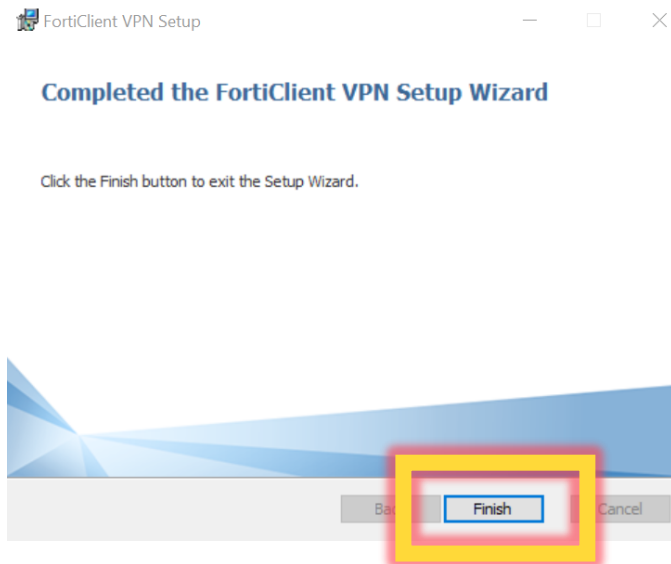 FortiClient VPN Setup
Completed the FortiClient VPN Setup Wizard
Click the Finish button to exit the Setup Wizard.
Finish
Cancel